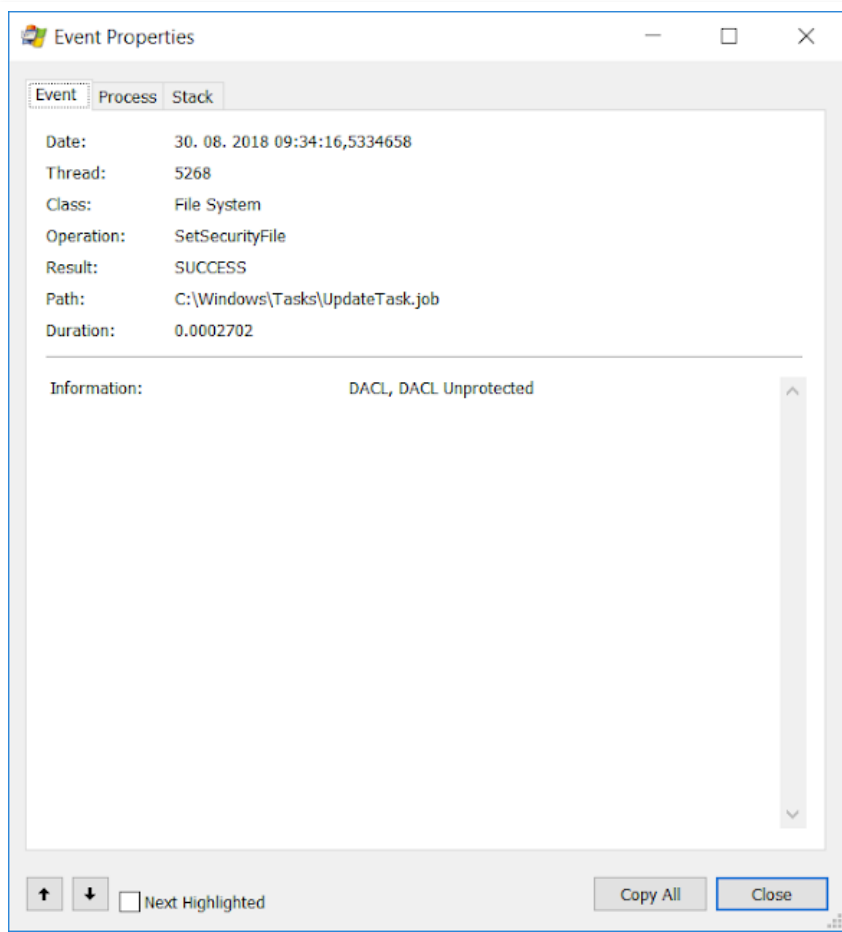 Event Properties
Event Process Stack
Date: 30. 08. 2018 09:34:16,5334658
Thread: 5268
Class: File System
Operation: SetSecurityFile
Result: SUCCESS
Path: C:\Windows\Tasks\UpdateTask.job
Duration: 0.0002702
Information: DACL, DACL Unprotected
Next Highlighted Copy All Close